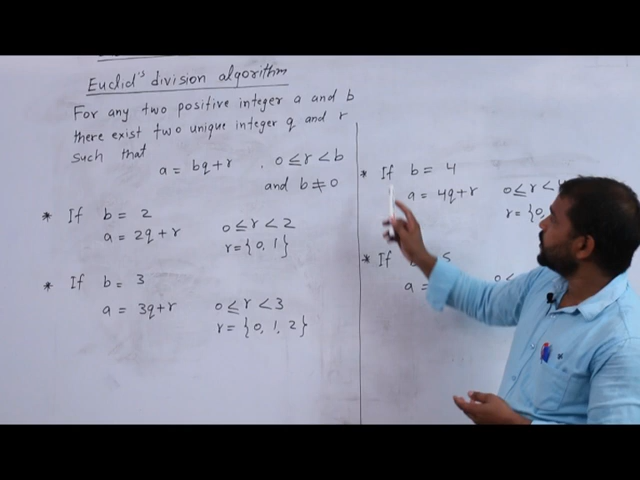 Euclid's division algorithm
For any two positive integer a and b
there exist two unique integer q and r
such that
a = bq+r . 0 ≤ r < b
and b ≠ 0
* If b = 2
a = 2q + r 0 ≤ r < 2
r = {0, 1}
* If b = 3
a = 3q+r 0 ≤ r < 3
r = {0, 1, 2}
* If b = 4
a = 4q+r 0 ≤ r <
r = {0,
* If
a =